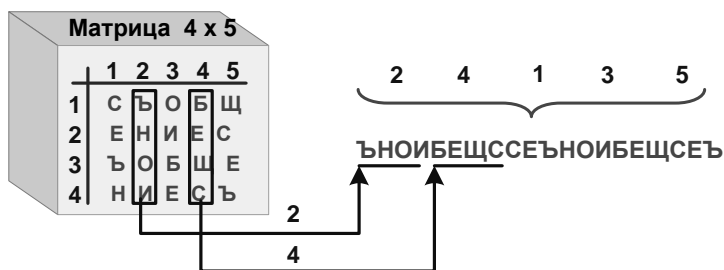 Матрица 4 x 5
1 2 3 4 5
1 С Ъ О Б Щ
2 Е Н И Е С
3 Ъ О Б Щ Е
4 Н И Е С Ъ
2 4 1 3 5
ЪНОИБЕЩССЕЪНОИБЕЩСЕЪ
2
4